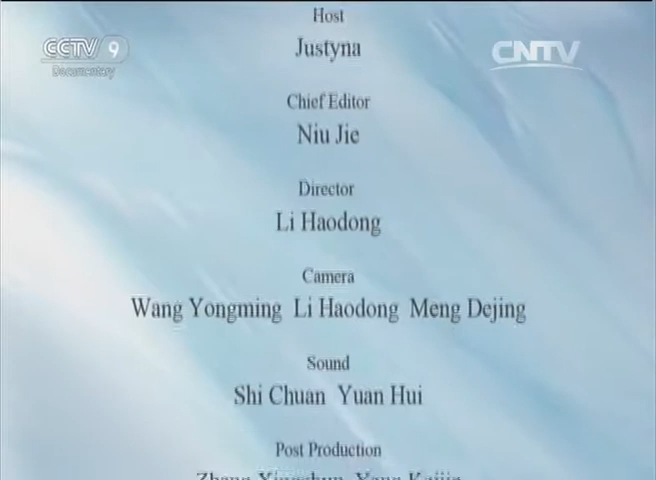 Host
CCTV 9
CNTV
Justyna
Documentary
Chief Editor
Niu Jie
Director
Li Haodong
Camera
Wang Yongming Li Haodong Meng Dejing
Sound
Shi Chuan Yuan Hui
Post Production